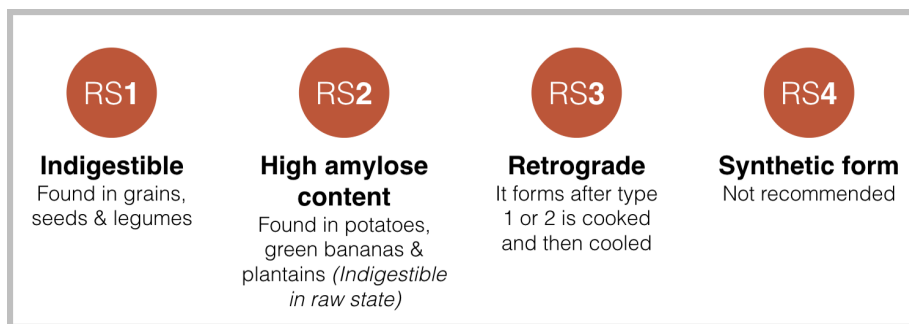 RS1
Indigestible
Found in grains,
seeds & legumes
RS2
High amylose
content
Found in potatoes,
green bananas &
plantains (Indigestible
in raw state)
RS3
Retrograde
It forms after type
1 or 2 is cooked
and then cooled
RS4
Synthetic form
Not recommended